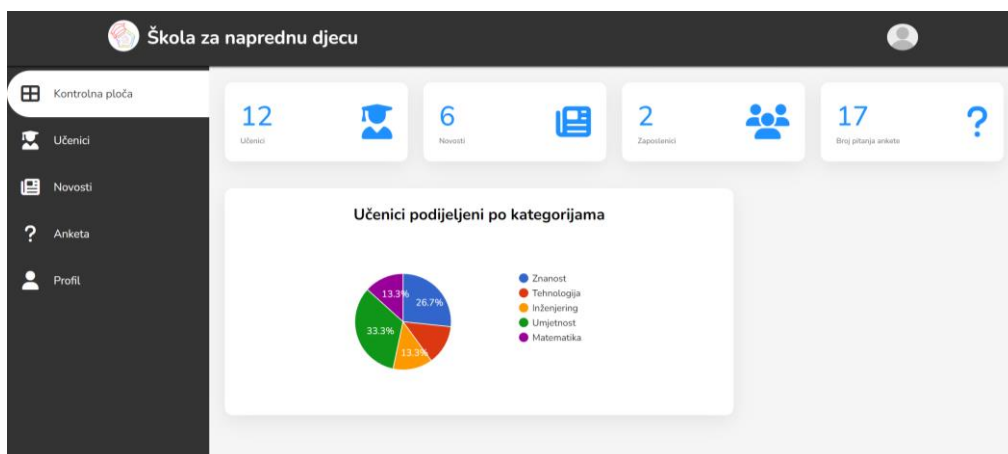 Škola za naprednu djecu
Kontrolna ploča
Učenici
Novosti
Anketa
Profil
12
Učenici
6
Novosti
2
Zaposlenici
17
Broj pitanja ankete
?
Učenici podijeljeni po kategorijama
13.3%
26.7%
33.3%
13.3%
Znanost
Tehnologija
Inženjering
Umjetnost
Matematika